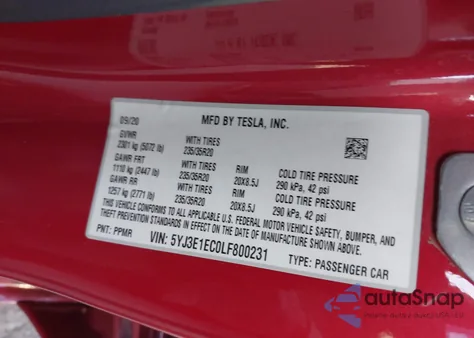 09/20 MFD BY TESLA, INC.
GVWR
2301 kg (5072 lb) WITH TIRES 235/35R20
GAWR FRT
1110 kg (2447 lb) WITH TIRES 235/35R20 RIM 20X8.5J COLD TIRE PRESSURE 290 kPa, 42 psi
GAWR RR
1257 kg (2771 lb) WITH TIRES 235/35R20 RIM 20X8.5J COLD TIRE PRESSURE 290 kPa, 42 psi
THIS VEHICLE CONFORMS TO ALL APPLICABLE U.S. FEDERAL MOTOR VEHICLE SAFETY, BUMPER, AND
THEFT PREVENTION STANDARDS IN EFFECT ON THE DATE OF MANUFACTURE SHOWN ABOVE.
PNT: PPMR VIN: 5YJ3E1EC0LF800231 TYPE: PASSENGER CAR
autoSnap